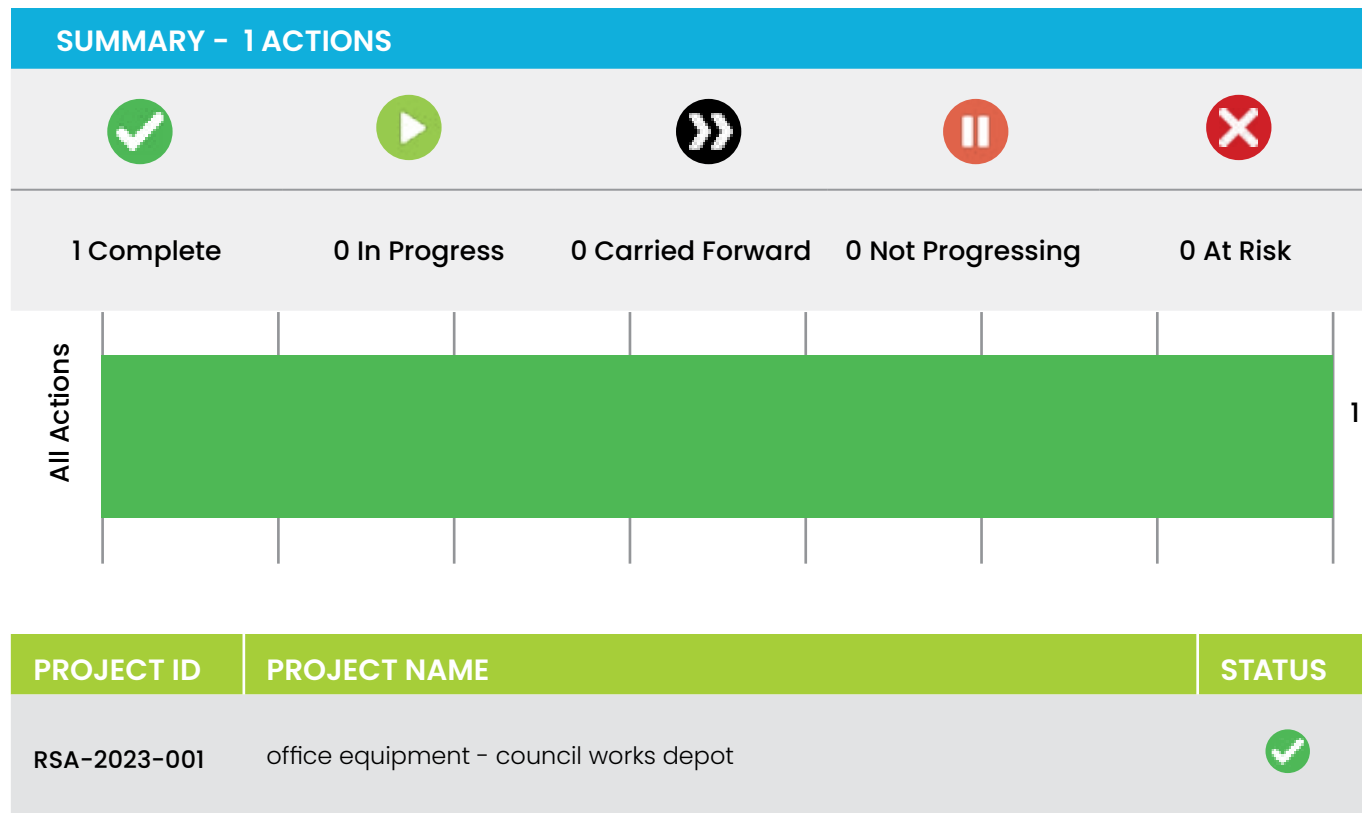 SUMMARY - 1 ACTIONS
1 Complete
0 In Progress
0 Carried Forward
0 Not Progressing
0 At Risk
All Actions
1
PROJECT ID PROJECT NAME STATUS
RSA-2023-001 office equipment - council works depot